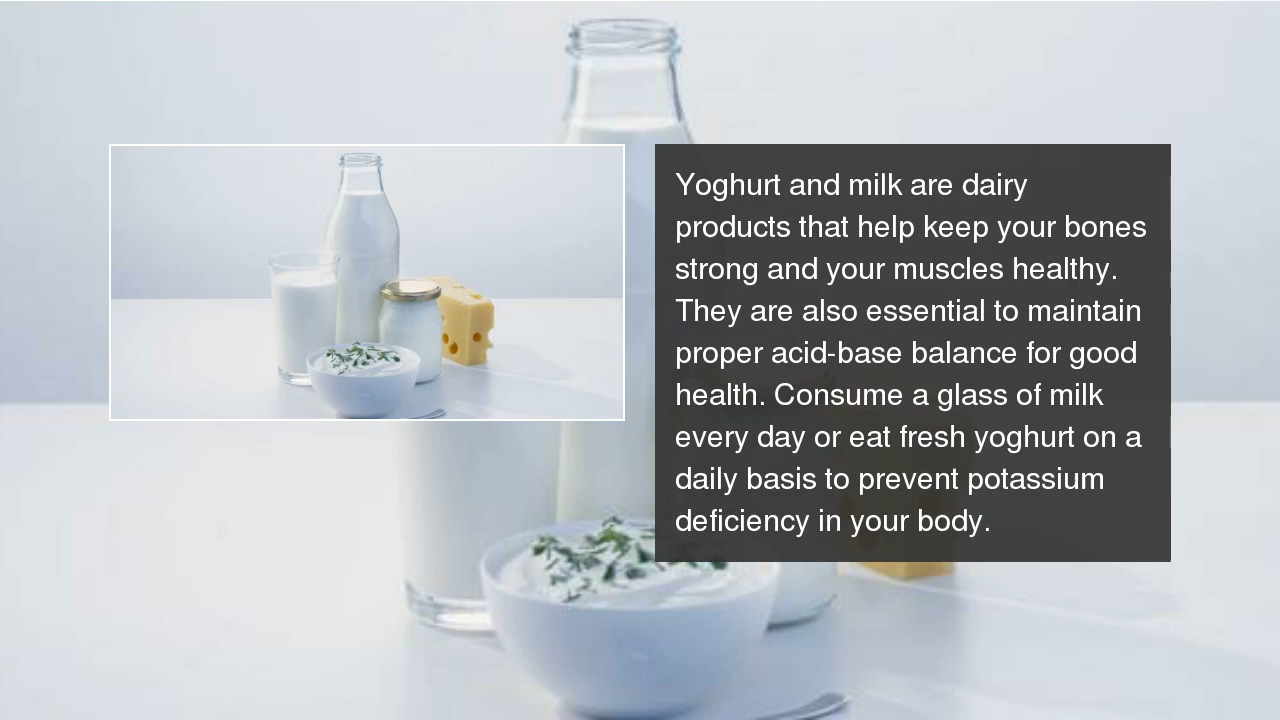 Yoghurt and milk are dairy
products that help keep your bones
strong and your muscles healthy.
They are also essential to maintain
proper acid-base balance for good
health. Consume a glass of milk
every day or eat fresh yoghurt on a
daily basis to prevent potassium
deficiency in your body.